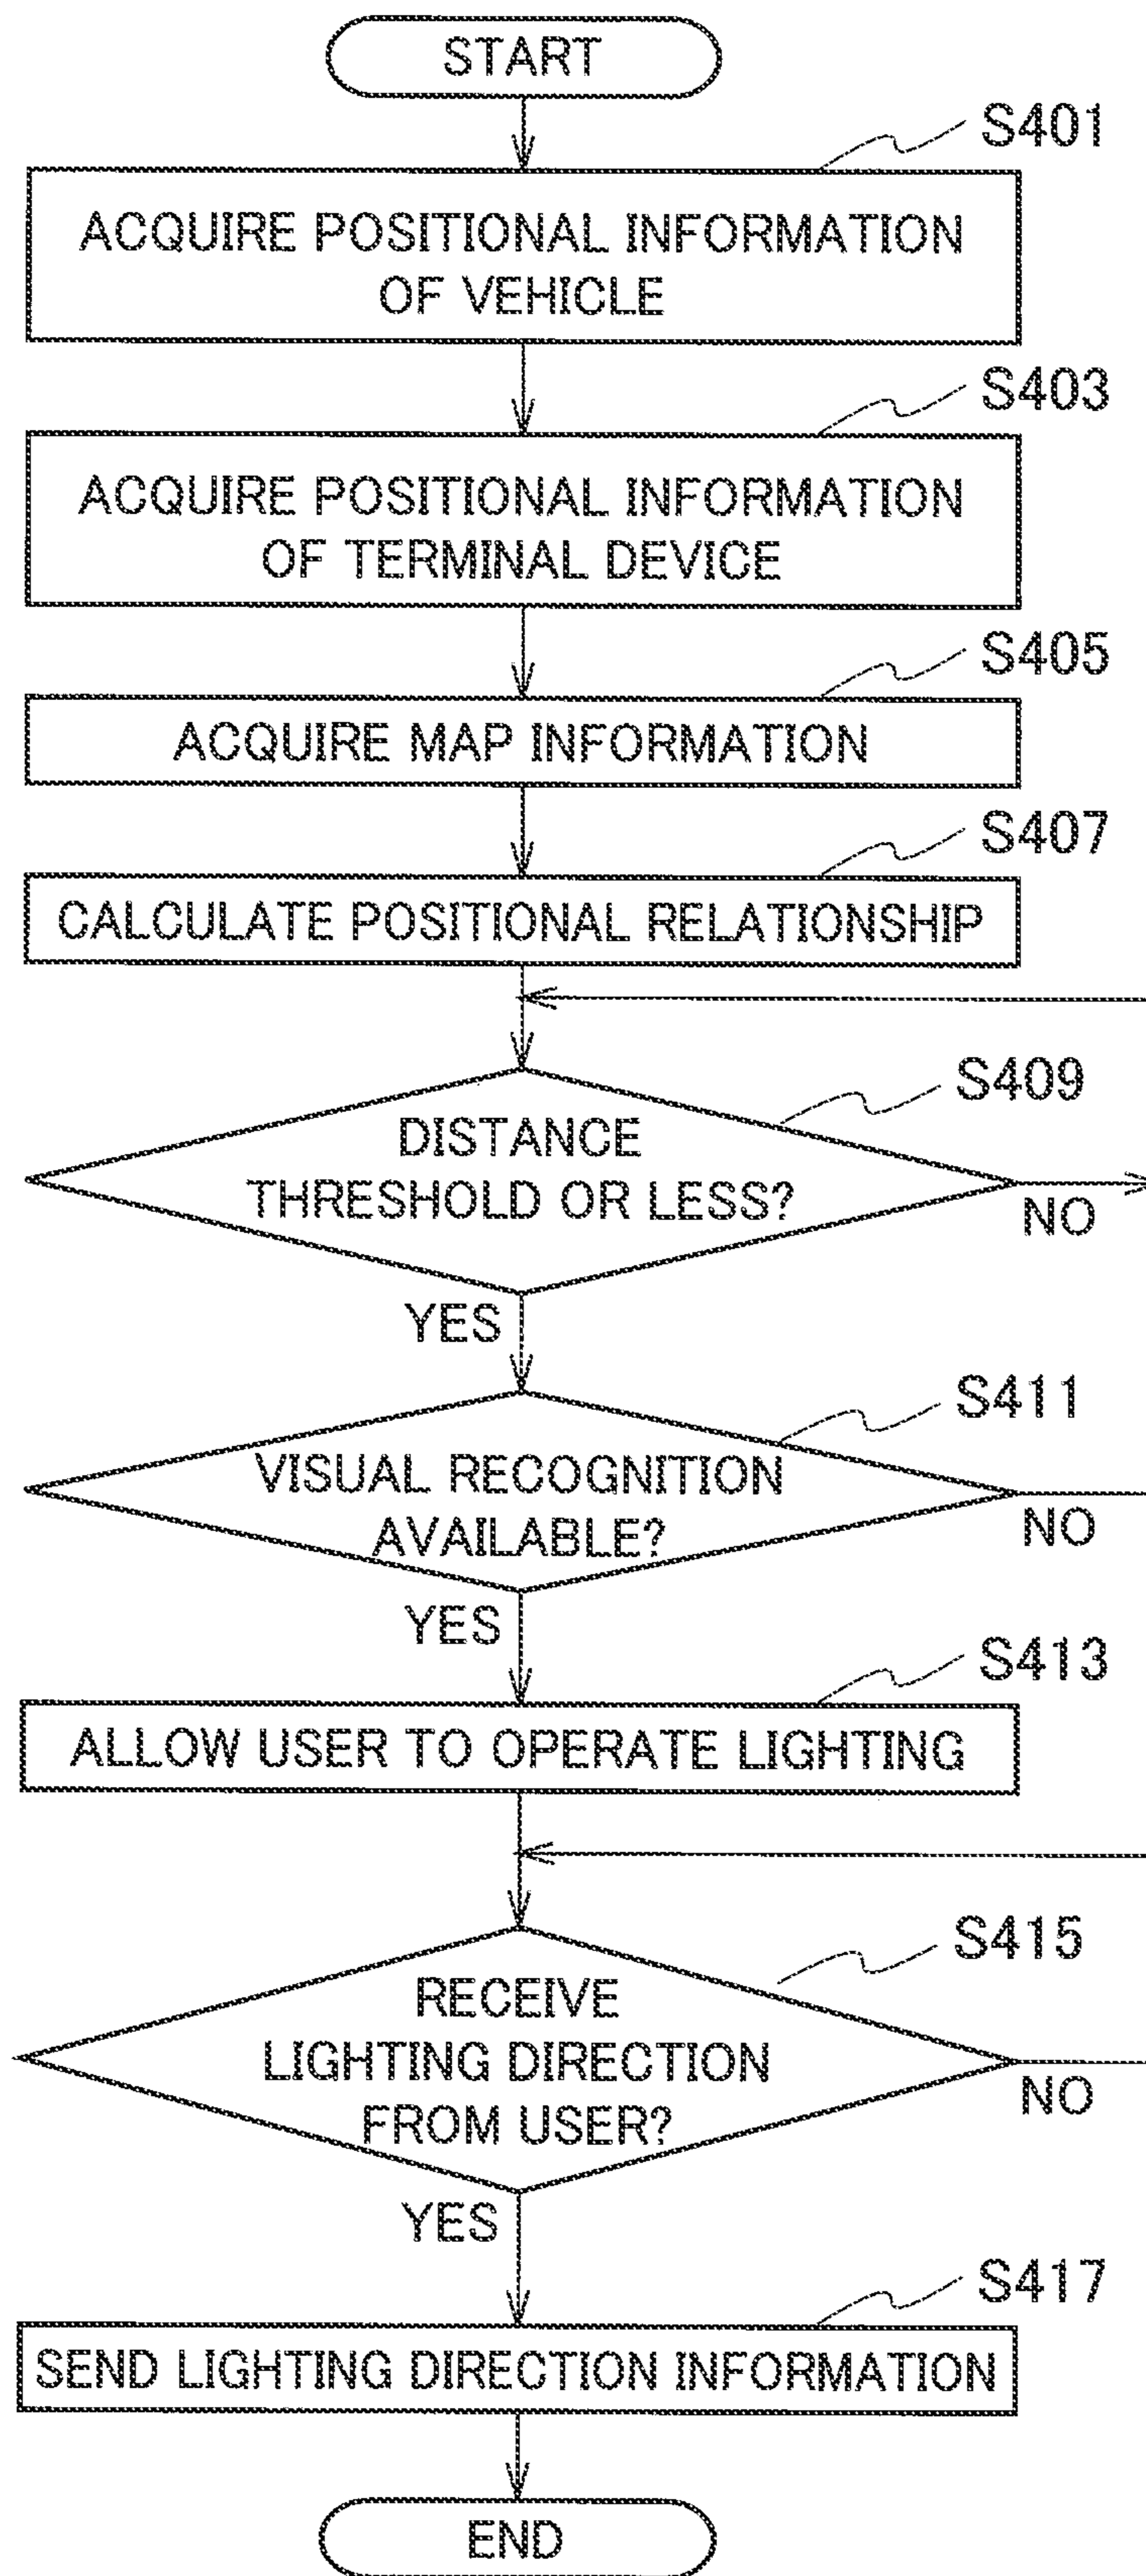 START
S401
ACQUIRE POSITIONAL INFORMATION
OF VEHICLE
S403
ACQUIRE POSITIONAL INFORMATION
OF TERMINAL DEVICE
S405
ACQUIRE MAP INFORMATION
S407
CALCULATE POSITIONAL RELATIONSHIP
S409
DISTANCE
THRESHOLD OR LESS?
NO
YES
S411
VISUAL RECOGNITION
AVAILABLE?
NO
YES
S413
ALLOW USER TO OPERATE LIGHTING
S415
RECEIVE
LIGHTING DIRECTION
FROM USER?
NO
YES
S417
SEND LIGHTING DIRECTION INFORMATION
END